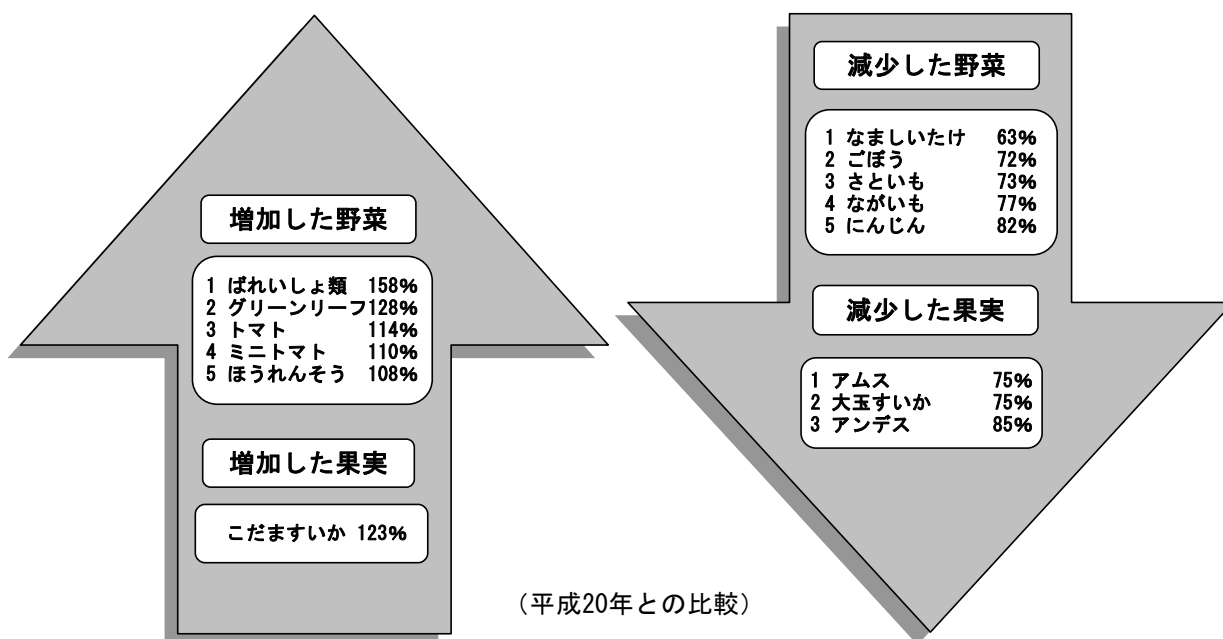 増加した野菜
1 ばれいしょ類 158%
2 グリーンリーフ128%
3 トマト 114%
4 ミニトマト 110%
5 ほうれんそう 108%
増加した果実
こだますいか 123%
減少した野菜
1 なましいたけ 63%
2 ごぼう 72%
3 さといも 73%
4 ながいも 77%
5 にんじん 82%
減少した果実
1 アムス 75%
2 大玉すいか 75%
3 アンデス 85%
（平成20年との比較）